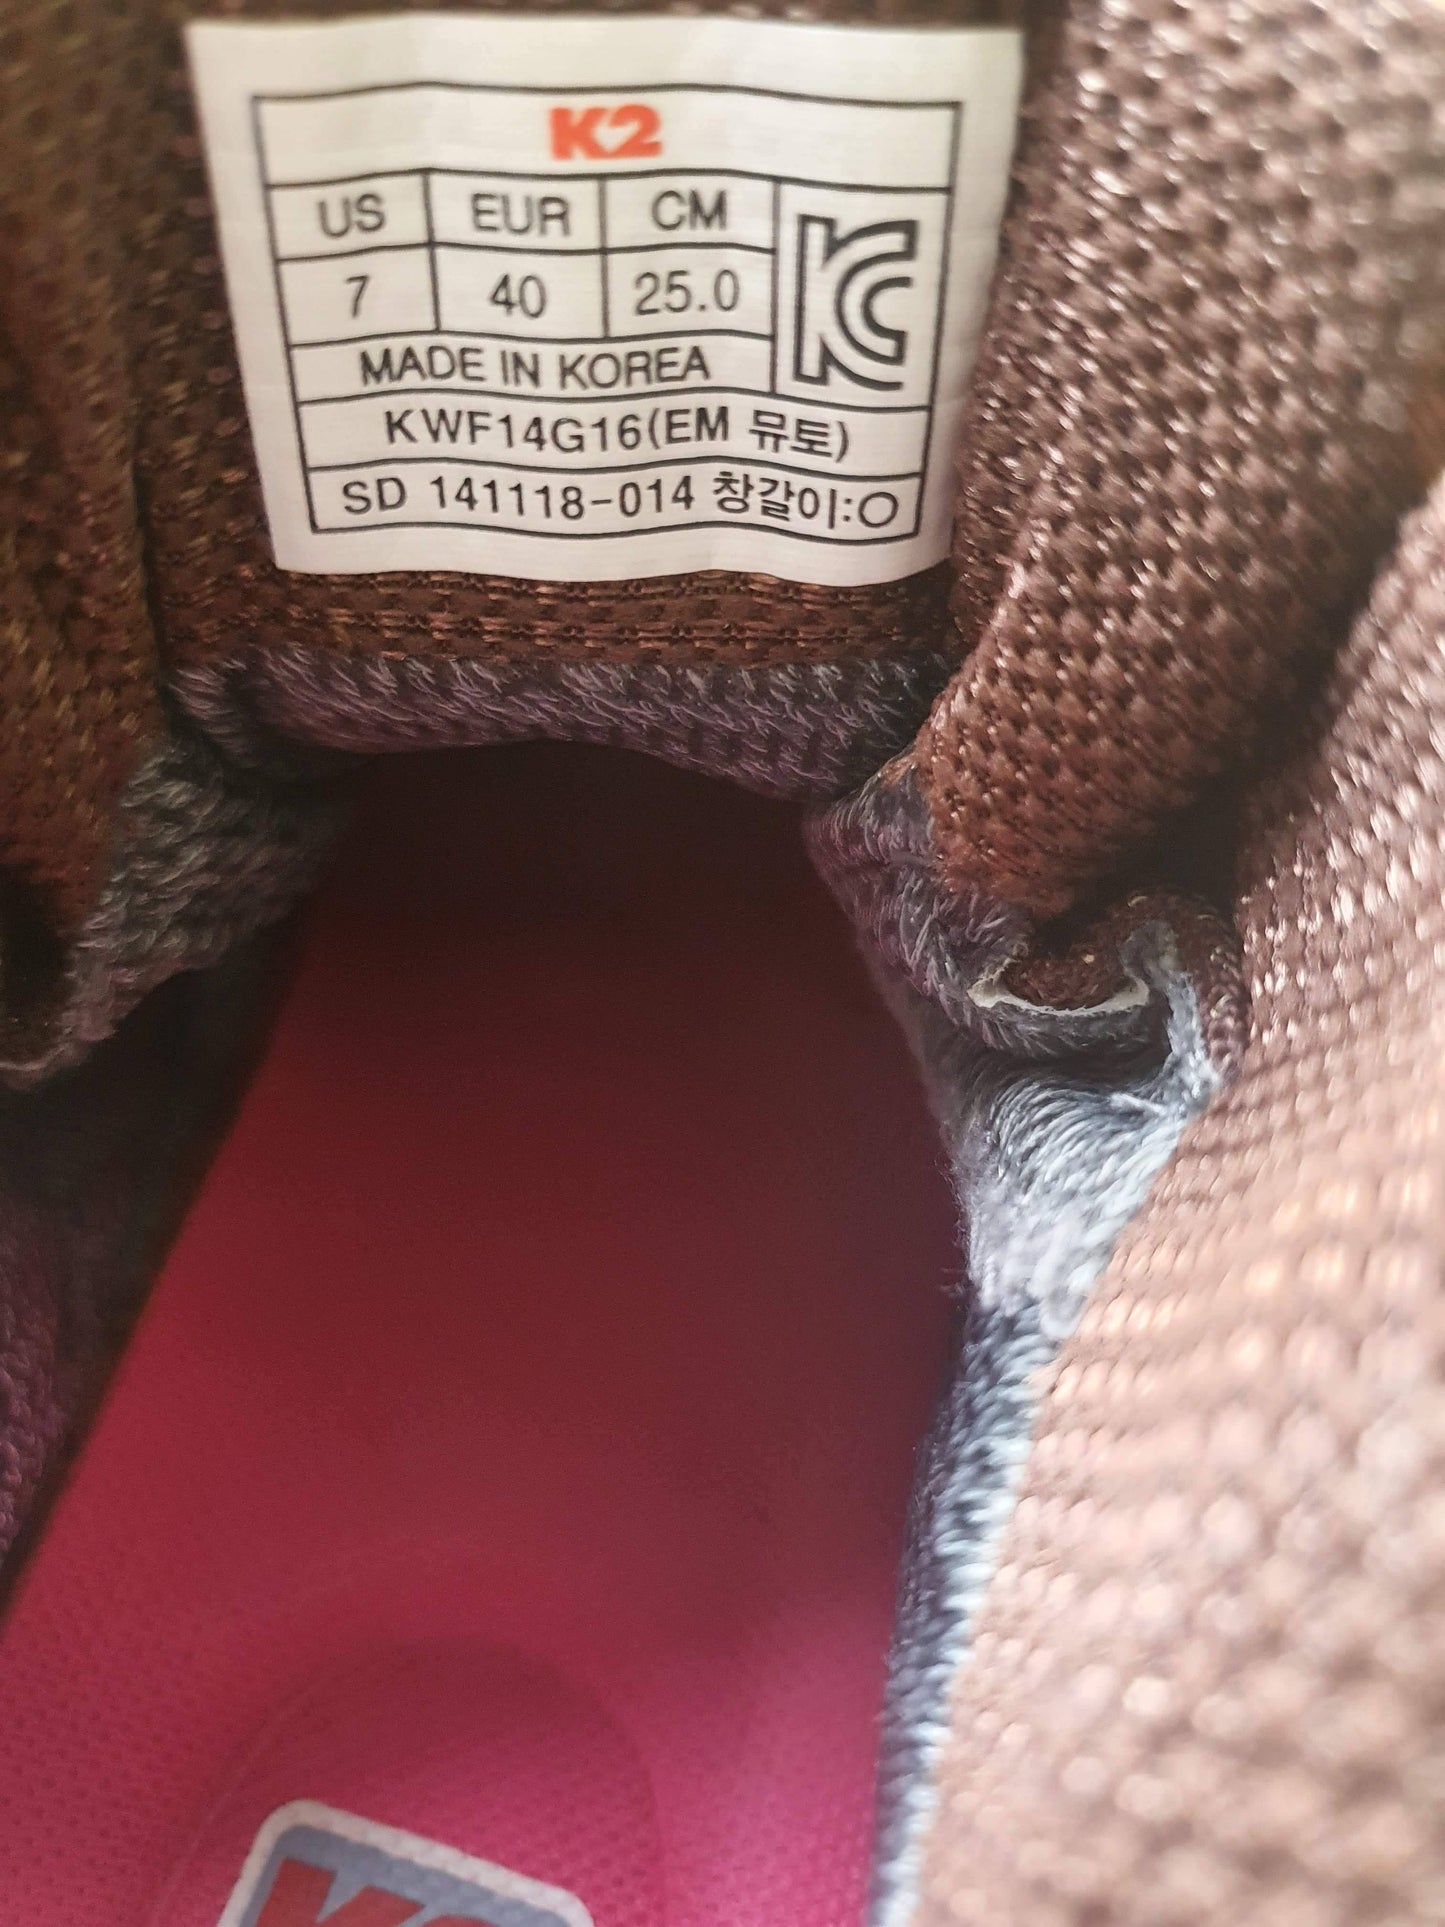 K2
US EUR CM
7 40 25.0
MADE IN KOREA
KWF14G16(EM 뮤토)
SD 141118-014 창갈이:O
K2